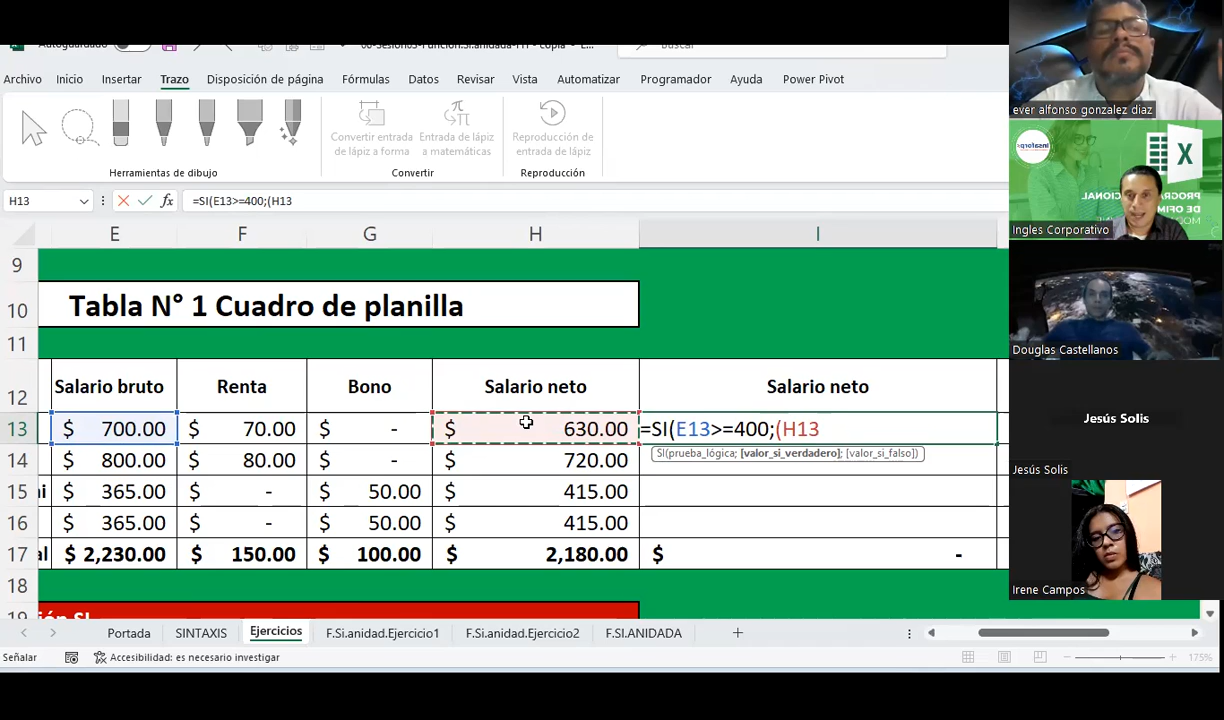 Autoguardado
Buscar
Archivo Inicio Insertar Trazo Disposición de página Fórmulas Datos Revisar Vista Automatizar Programador Ayuda Power Pivot
Convertir entrada de lápiz a forma
Entrada de lápiz a matemáticas
Reproducción de entrada de lápiz
Herramientas de dibujo
Convertir
Reproducción
H13 fx =SI(E13>=400;(H13
E F G H I
9
10 Tabla N° 1 Cuadro de planilla
11
12 Salario bruto Renta Bono Salario neto Salario neto
13 $ 700.00 $ 70.00 $ - $ 630.00 =SI(E13>=400;(H13
SI(prueba_lógica; [valor_si_verdadero]; [valor_si_falso])
14 $ 800.00 $ 80.00 $ - $ 720.00
15 $ 365.00 $ - $ 50.00 $ 415.00
16 $ 365.00 $ - $ 50.00 $ 415.00
17 $ 2,230.00 $ 150.00 $ 100.00 $ 2,180.00 $ -
18
Portada SINTAXIS Ejercicios F.Si.anidad.Ejercicio1 F.Si.anidad.Ejercicio2 F.SI.ANIDADA
Señalar Accesibilidad: es necesario investigar 175%
ever alfonso gonzalez diaz
Insaforp
Ingles Corporativo
Douglas Castellanos
Jesús Solis
Jesús Solis
Irene Campos